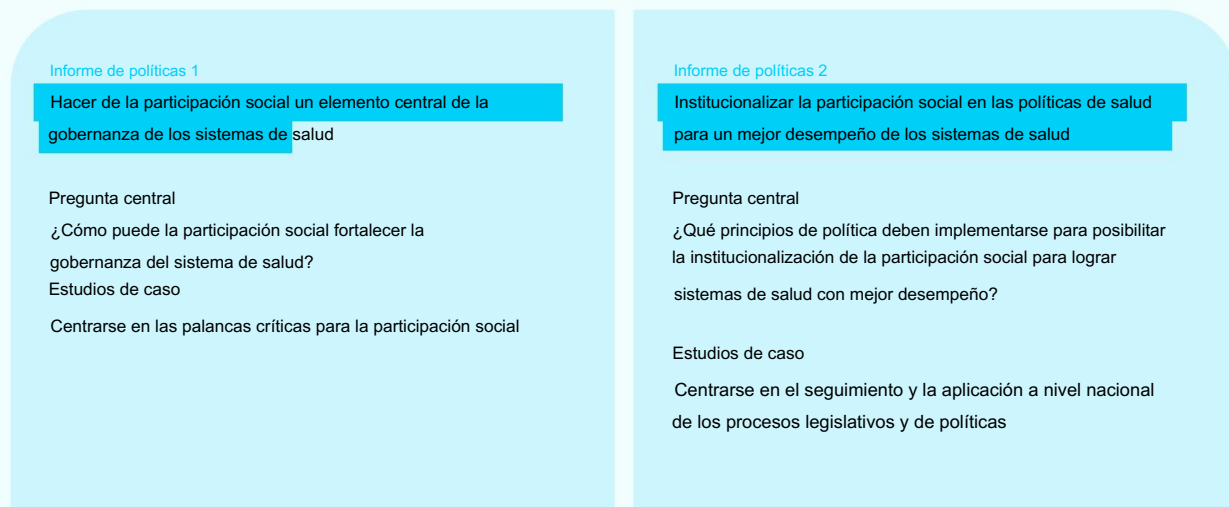 Informe de políticas 1
Hacer de la participación social un elemento central de la
gobernanza de los sistemas de salud
Pregunta central
¿Cómo puede la participación social fortalecer la
gobernanza del sistema de salud?
Estudios de caso
Centrarse en las palancas críticas para la participación social
Informe de políticas 2
Institucionalizar la participación social en las políticas de salud
para un mejor desempeño de los sistemas de salud
Pregunta central
¿Qué principios de política deben implementarse para posibilitar
la institucionalización de la participación social para lograr
sistemas de salud con mejor desempeño?
Estudios de caso
Centrarse en el seguimiento y la aplicación a nivel nacional
de los procesos legislativos y de políticas